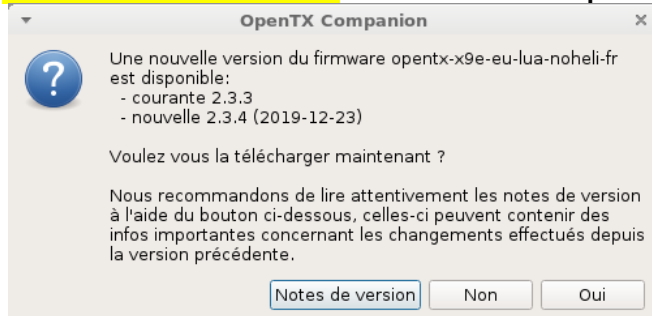 OpenTX Companion
Une nouvelle version du firmware opentx-x9e-eu-lua-noheli-fr
est disponible:
- courante 2.3.3
- nouvelle 2.3.4 (2019-12-23)
Voulez vous la télécharger maintenant ?
Nous recommandons de lire attentivement les notes de version
à l'aide du bouton ci-dessous, celles-ci peuvent contenir des
infos importantes concernant les changements effectués depuis
la version précédente.
Notes de version Non Oui